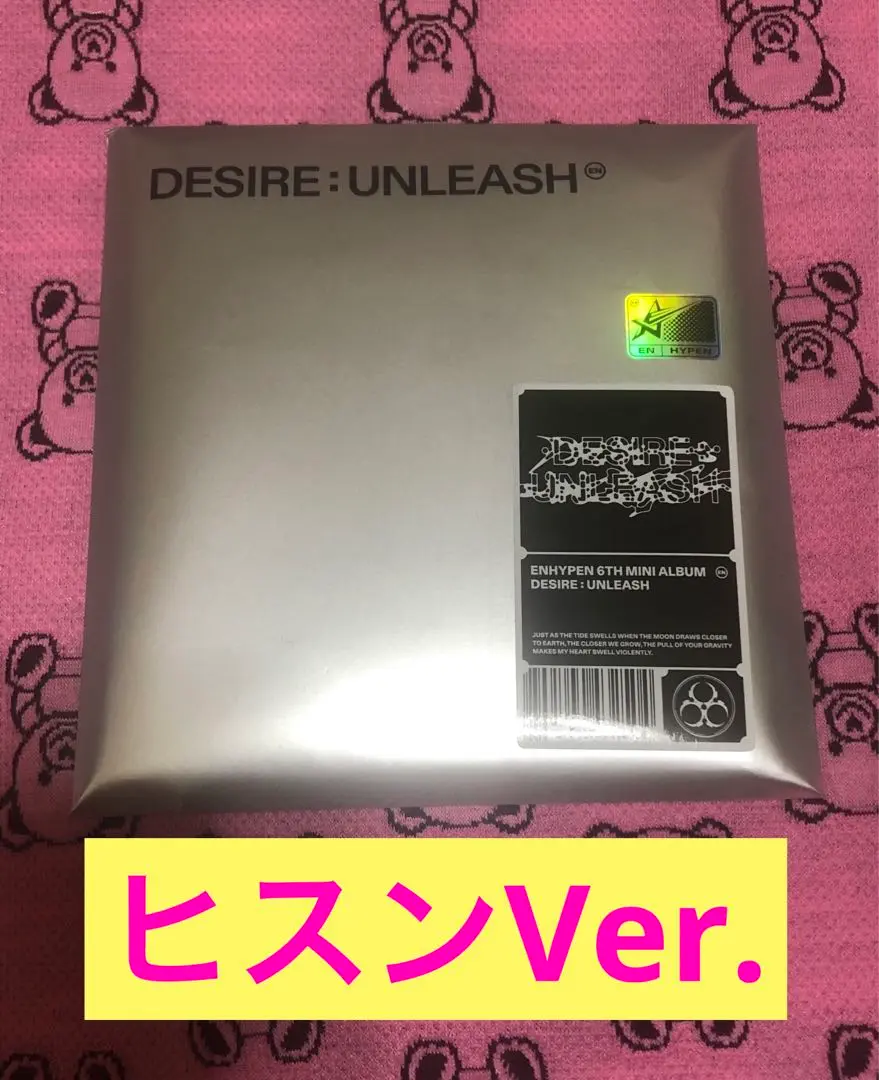 DESIRE : UNLEASH EN
EN HYPEN
DESIRE :
UNLEASH
ENHYPEN 6TH MINI ALBUM EN
DESIRE : UNLEASH
JUST AS THE TIDE SWELLS WHEN THE MOON DRAWS CLOSER
TO EARTH, THE CLOSER WE GROW, THE PULL OF YOUR GRAVITY
MAKES MY HEART SWELL VIOLENTLY.
ヒスンVer.